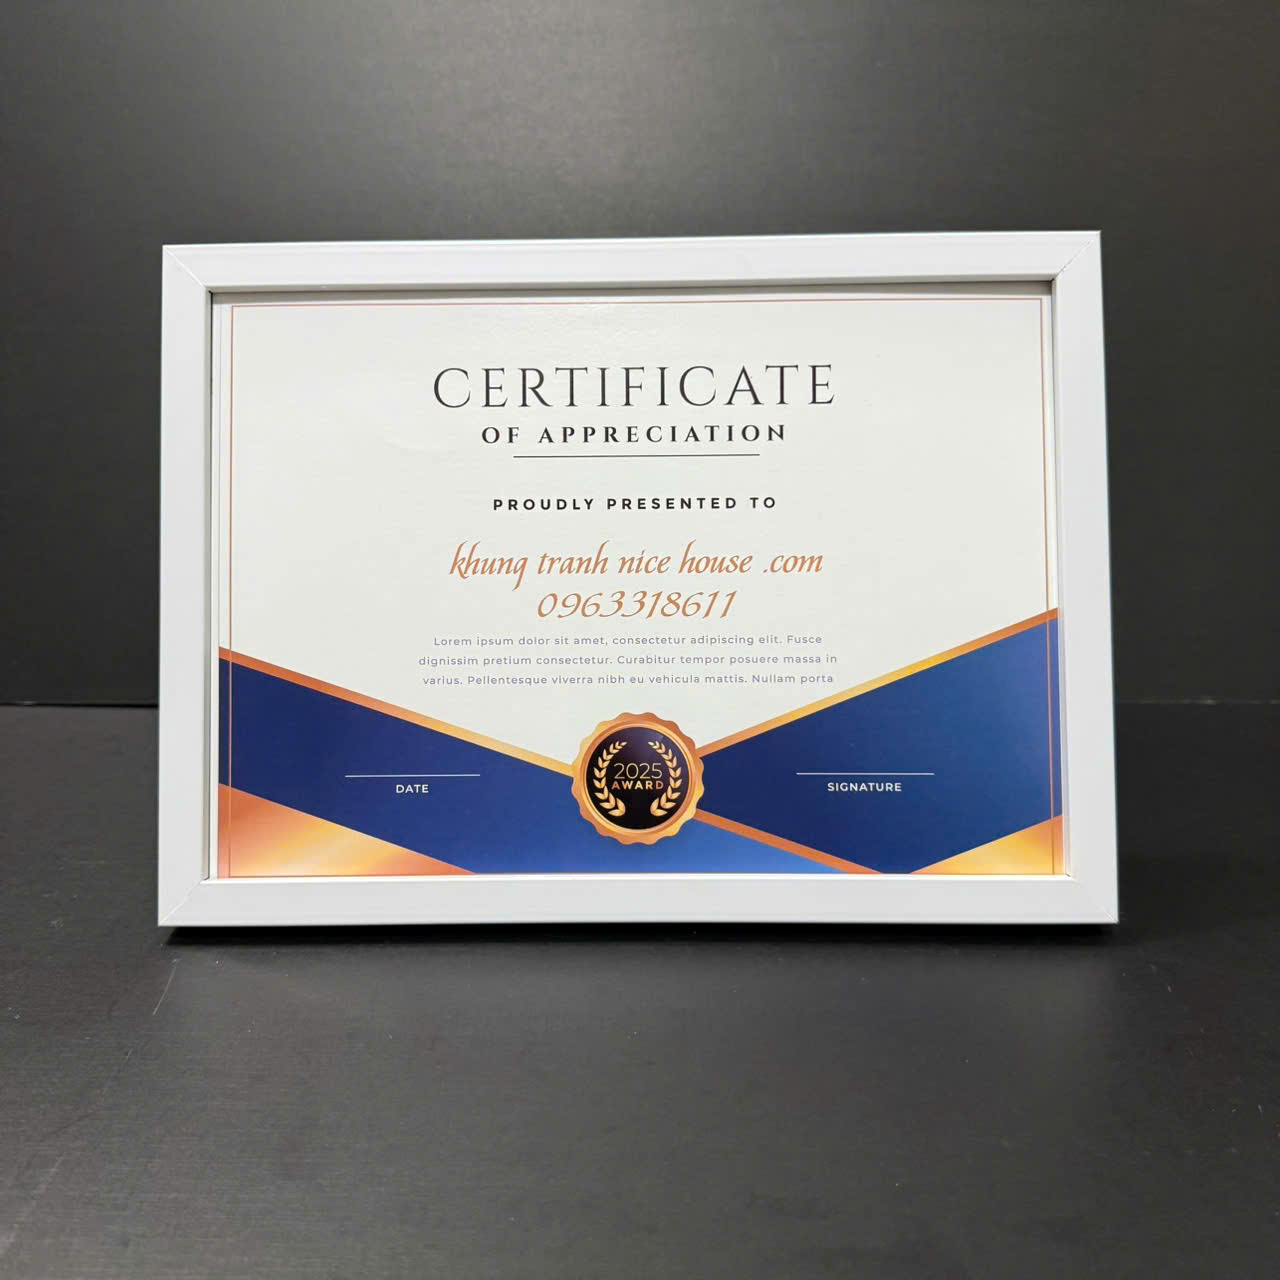 CERTIFICATE
OF APPRECIATION
PROUDLY PRESENTED TO
khung tranh nice house .com
0963318611
Lorem ipsum dolor sit amet, consectetur adipiscing elit. Fusce
dignissim pretium consectetur. Curabitur tempor posuere massa in
varius. Pellentesque viverra nibh eu vehicula mattis. Nullam porta
2025
AWARD
DATE
SIGNATURE